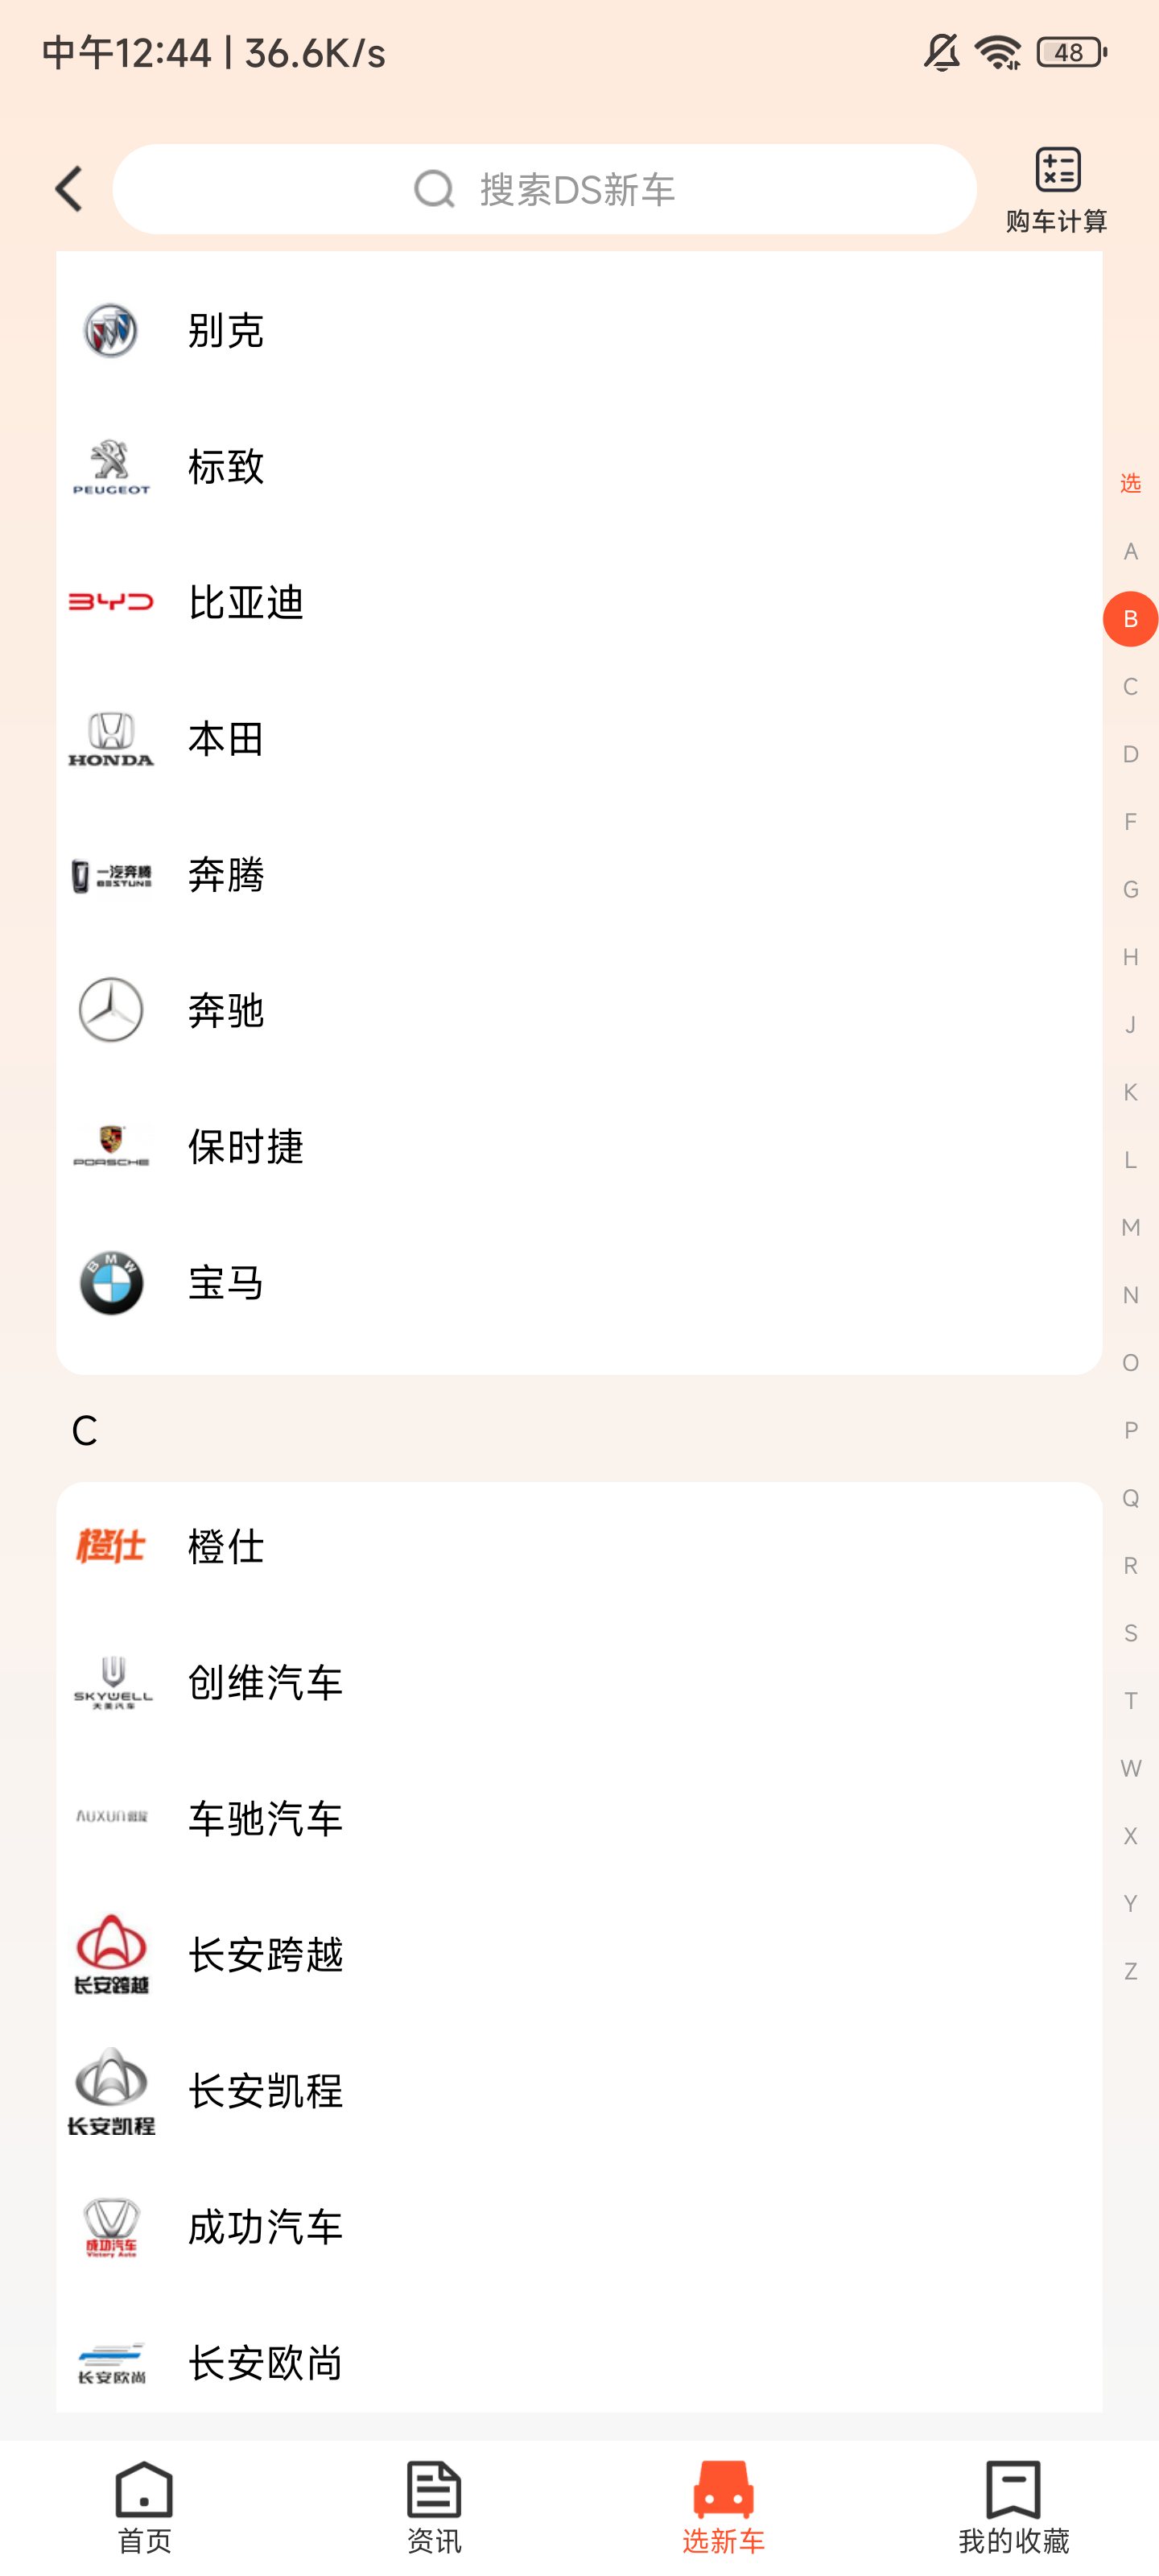 中午12:44 | 36.6K/s
48
搜索DS新车
购车计算
别克
PEUGEOT
标致
BYD
比亚迪
HONDA
本田
一汽奔腾
BESTUNE
奔腾
奔驰
PORSCHE
保时捷
BMW
宝马
C
橙仕
橙仕
SKYWELL
天美汽车
创维汽车
AUXUN
车驰汽车
长安跨越
长安跨越
长安凯程
长安凯程
成功汽车
Victory Auto
成功汽车
长安欧尚
长安欧尚
选
A
B
C
D
F
G
H
J
K
L
M
N
O
P
Q
R
S
T
W
X
Y
Z
首页
资讯
选新车
我的收藏